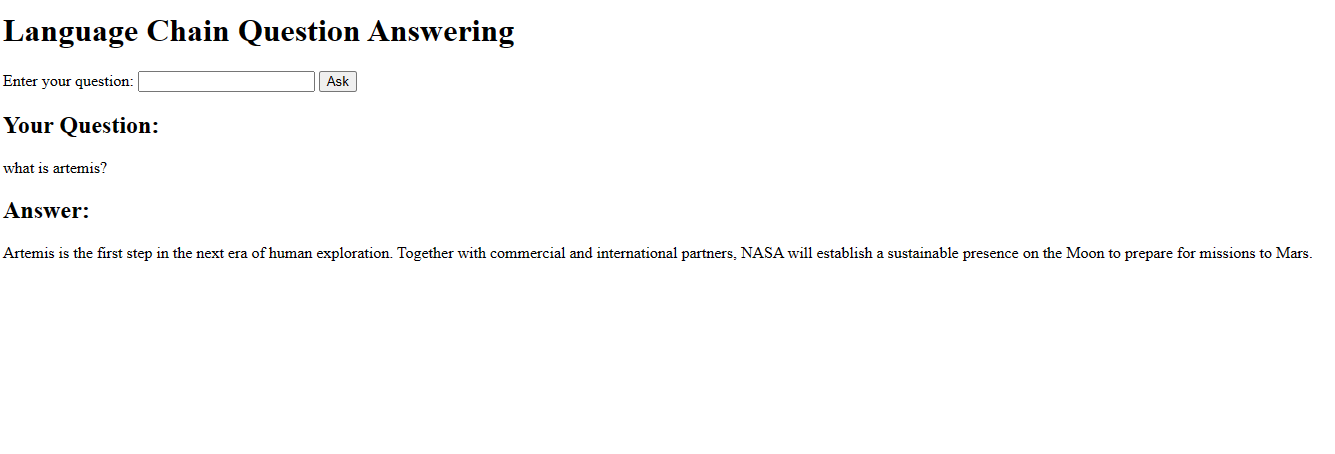 Language Chain Question Answering
Enter your question: Ask
Your Question:
what is artemis?
Answer:
Artemis is the first step in the next era of human exploration. Together with commercial and international partners, NASA will establish a sustainable presence on the Moon to prepare for missions to Mars.